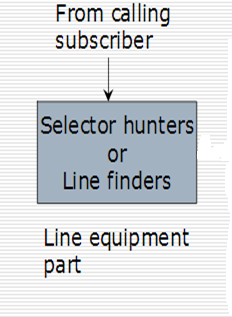 From calling
subscriber
Selector hunters
or
Line finders
Line equipment
part